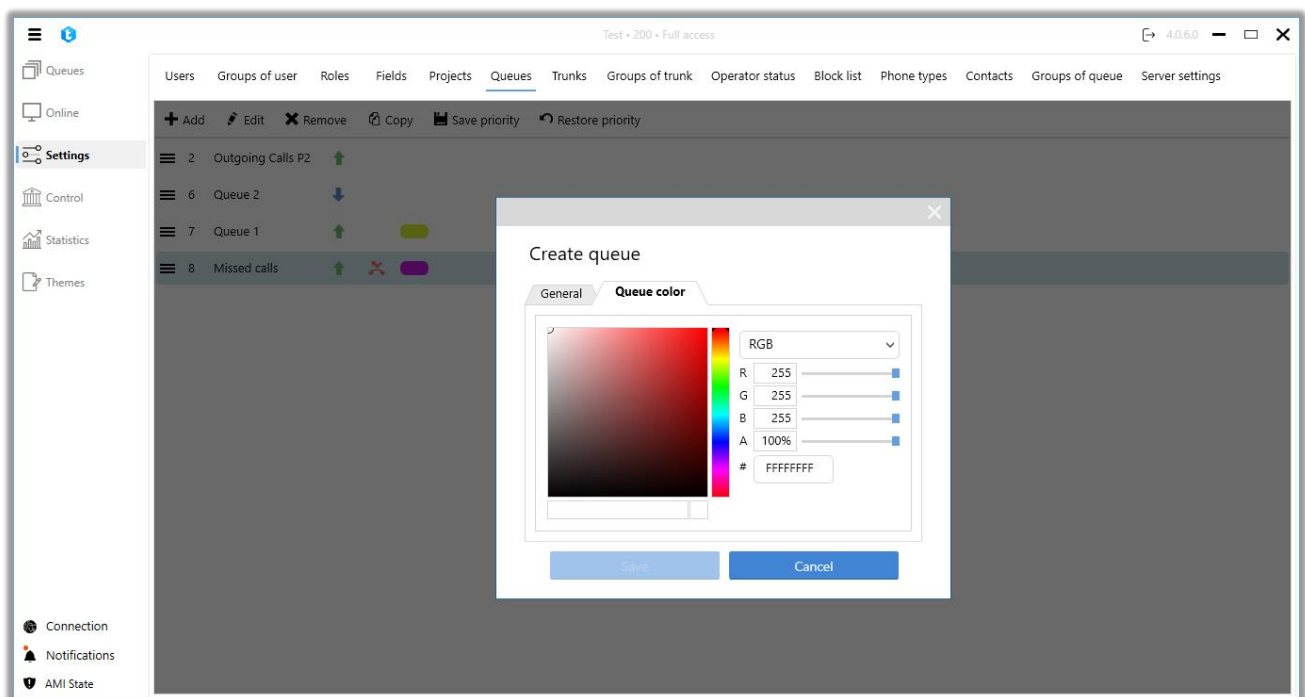 Test • 200 • Full access
4.0.6.0
Queues
Online
Settings
Control
Statistics
Themes
Connection
Notifications
AMI State
Users Groups of user Roles Fields Projects Queues Trunks Groups of trunk Operator status Block list Phone types Contacts Groups of queue Server settings
Add Edit Remove Copy Save priority Restore priority
2 Outgoing Calls P2
6 Queue 2
7 Queue 1
8 Missed calls
Create queue
General Queue color
RGB
R 255
G 255
B 255
A 100%
# FFFFFFFF
Save Cancel